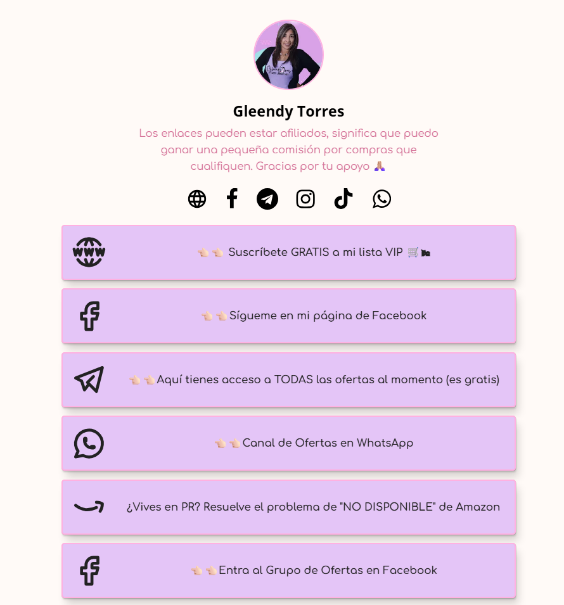 Gleendy Torres
Los enlaces pueden estar afiliados, significa que puedo
ganar una pequeña comisión por compras que
cualifiquen. Gracias por tu apoyo 🙏🏽
WWW
👈🏻👈🏻 Suscríbete GRATIS a mi lista VIP 🛒🛍
👈🏻👈🏻Sígueme en mi página de Facebook
👈🏻👈🏻Aquí tienes acceso a TODAS las ofertas al momento (es gratis)
👈🏻👈🏻Canal de Ofertas en WhatsApp
¿Vives en PR? Resuelve el problema de "NO DISPONIBLE" de Amazon
👈🏻👈🏻Entra al Grupo de Ofertas en Facebook